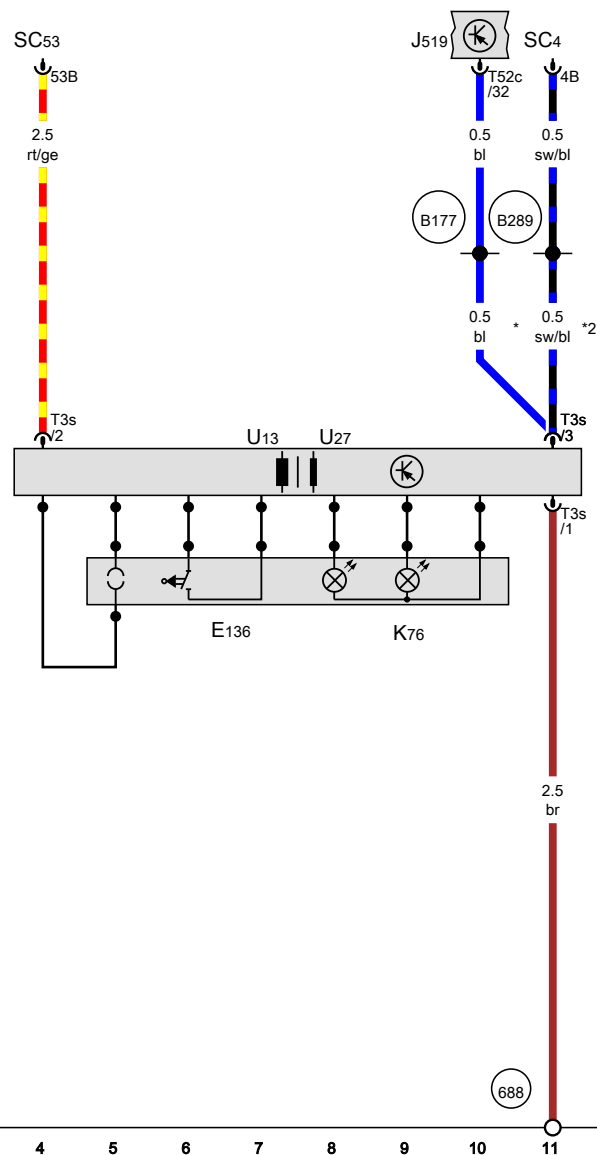 SC53 J519 SC4
53B T52c 4B
/32
2.5 0.5 0.5
rt/ge bl sw/bl
B177 B289
0.5 * 0.5 *2
bl sw/bl
T3s T3s
/2 /3
U13 U27
T3s
/1
E136 K76
2.5
br
688
4 5 6 7 8 9 10 11